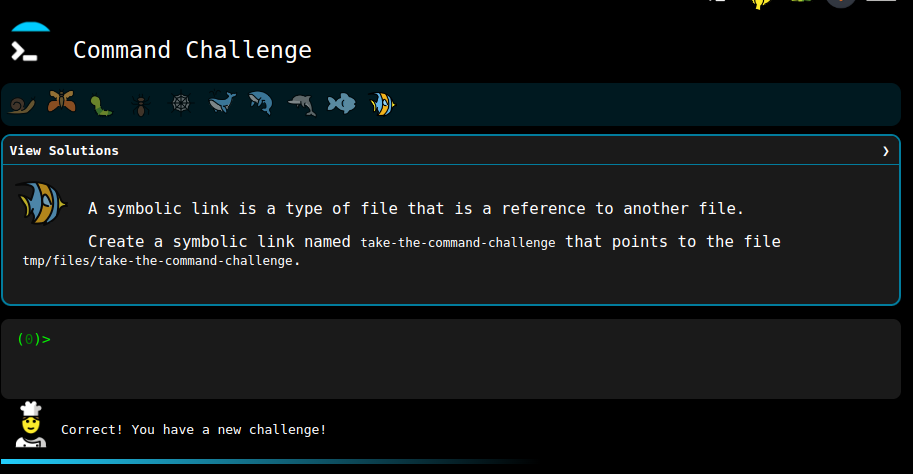 Command Challenge
View Solutions ❯
A symbolic link is a type of file that is a reference to another file.
Create a symbolic link named take-the-command-challenge that points to the file
tmp/files/take-the-command-challenge.
(0)>
Correct! You have a new challenge!